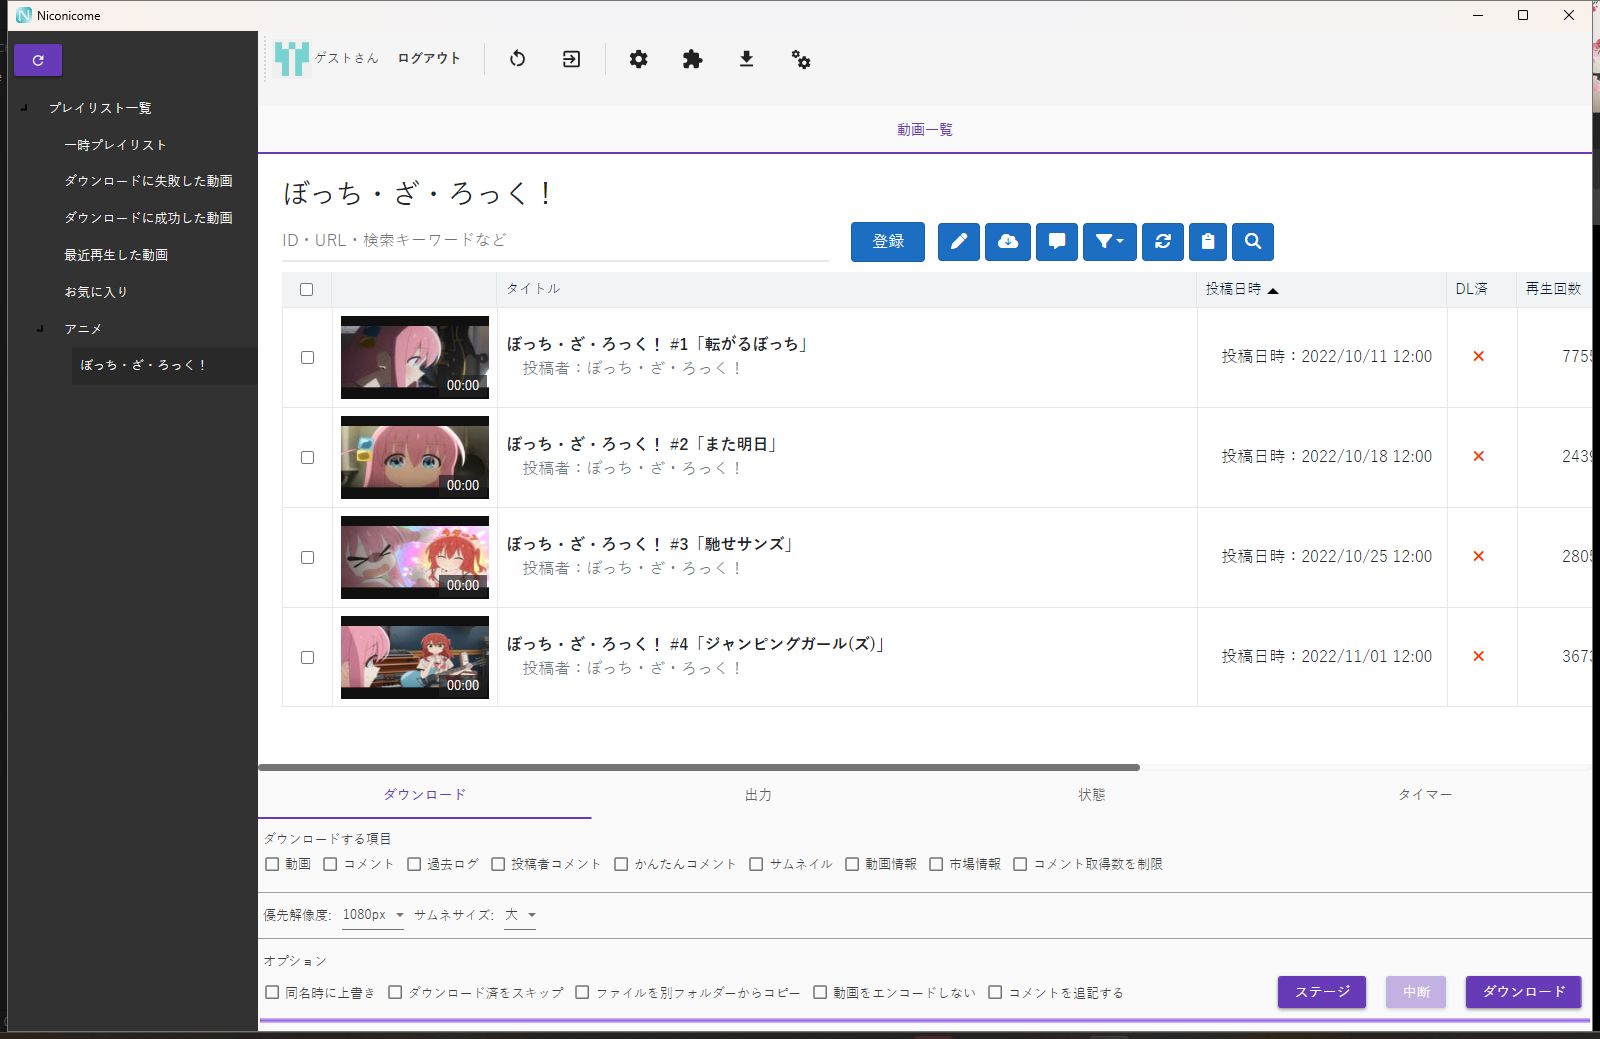 Niconicome
ゲストさん ログアウト
プレイリスト一覧
一時プレイリスト
ダウンロードに失敗した動画
ダウンロードに成功した動画
最近再生した動画
お気に入り
アニメ
ぼっち・ざ・ろっく！
動画一覧
ぼっち・ざ・ろっく！
ID・URL・検索キーワードなど
登録
タイトル 投稿日時 DL済 再生回数
00:00
ぼっち・ざ・ろっく！ #1「転がるぼっち」
投稿者：ぼっち・ざ・ろっく！
投稿日時：2022/10/11 12:00
00:00
ぼっち・ざ・ろっく！ #2「また明日」
投稿者：ぼっち・ざ・ろっく！
投稿日時：2022/10/18 12:00
2439
00:00
ぼっち・ざ・ろっく！ #3「馳せサンズ」
投稿者：ぼっち・ざ・ろっく！
投稿日時：2022/10/25 12:00
00:00
ぼっち・ざ・ろっく！ #4「ジャンピングガール(ズ)」
投稿者：ぼっち・ざ・ろっく！
投稿日時：2022/11/01 12:00
ダウンロード 出力 状態 タイマー
ダウンロードする項目
動画 コメント 過去ログ 投稿者コメント かんたんコメント サムネイル 動画情報 市場情報 コメント取得数を制限
優先解像度: 1080px サムネサイズ: 大
オプション
同名時に上書き ダウンロード済をスキップ ファイルを別フォルダーからコピー 動画をエンコードしない コメントを追記する
ステージ 中断 ダウンロード